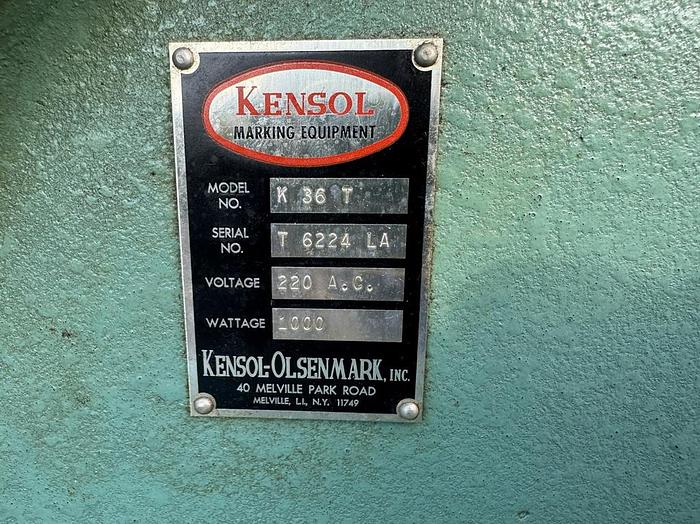 KENSOL
MARKING EQUIPMENT
MODEL NO. K 36 T
SERIAL NO. T 6224 LA
VOLTAGE 220 A.C.
WATTAGE 1000
KENSOL-OLSENMARK, INC.
40 MELVILLE PARK ROAD
MELVILLE, L.I., N.Y. 11749